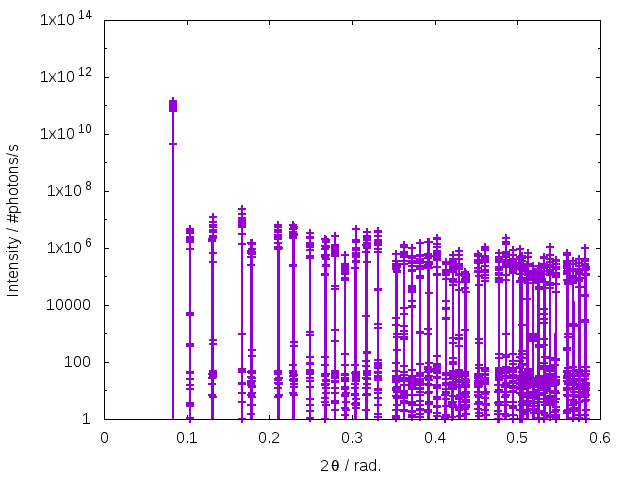 1x10^14
1x10^12
1x10^10
1x10^8
1x10^6
10000
100
1
0
0.1
0.2
0.3
0.4
0.5
0.6
Intensity / #photons/s
2θ / rad.